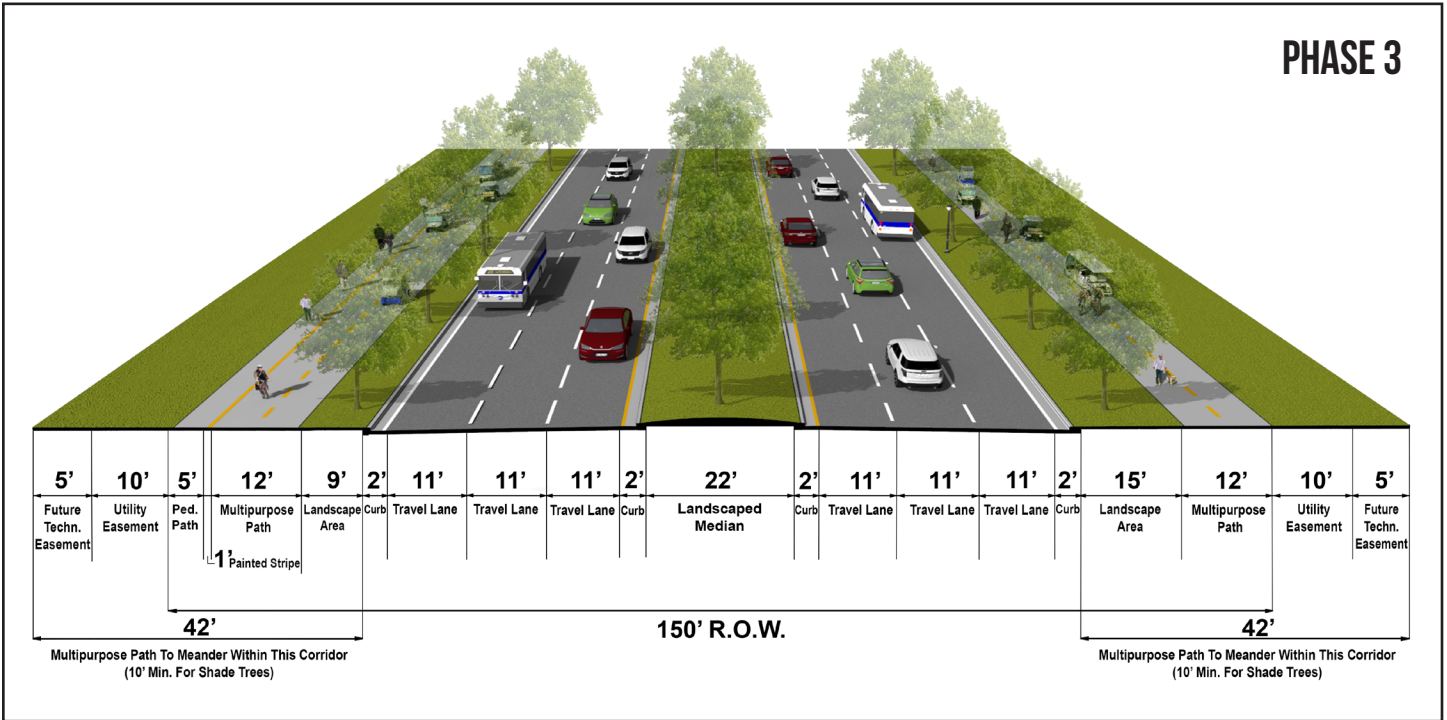 PHASE 3
5' 10' 5' 12' 9' 2' 11' 11' 11' 2' 22' 2' 11' 11' 11' 2' 15' 12' 10' 5'
Future Techn. Easement
Utility Easement
Ped. Path
1' Painted Stripe
Multipurpose Path
Landscape Area
Curb
Travel Lane
Travel Lane
Travel Lane
Curb
Landscaped Median
Curb
Travel Lane
Travel Lane
Travel Lane
Curb
Landscape Area
Multipurpose Path
Utility Easement
Future Techn. Easement
42'
150' R.O.W.
42'
Multipurpose Path To Meander Within This Corridor
(10' Min. For Shade Trees)
Multipurpose Path To Meander Within This Corridor
(10' Min. For Shade Trees)